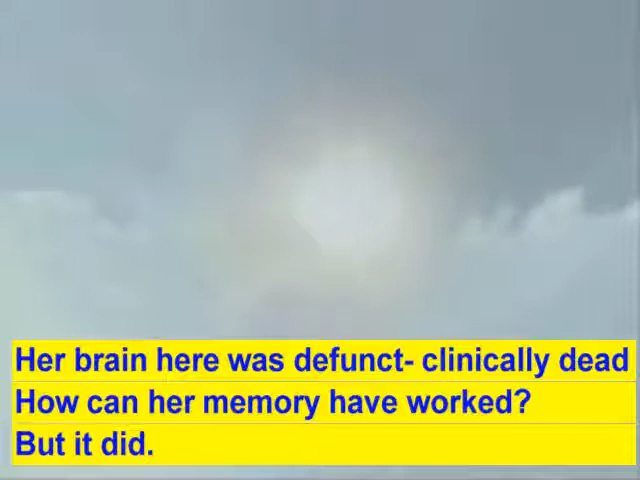 Her brain here was defunct- clinically dead
How can her memory have worked?
But it did.